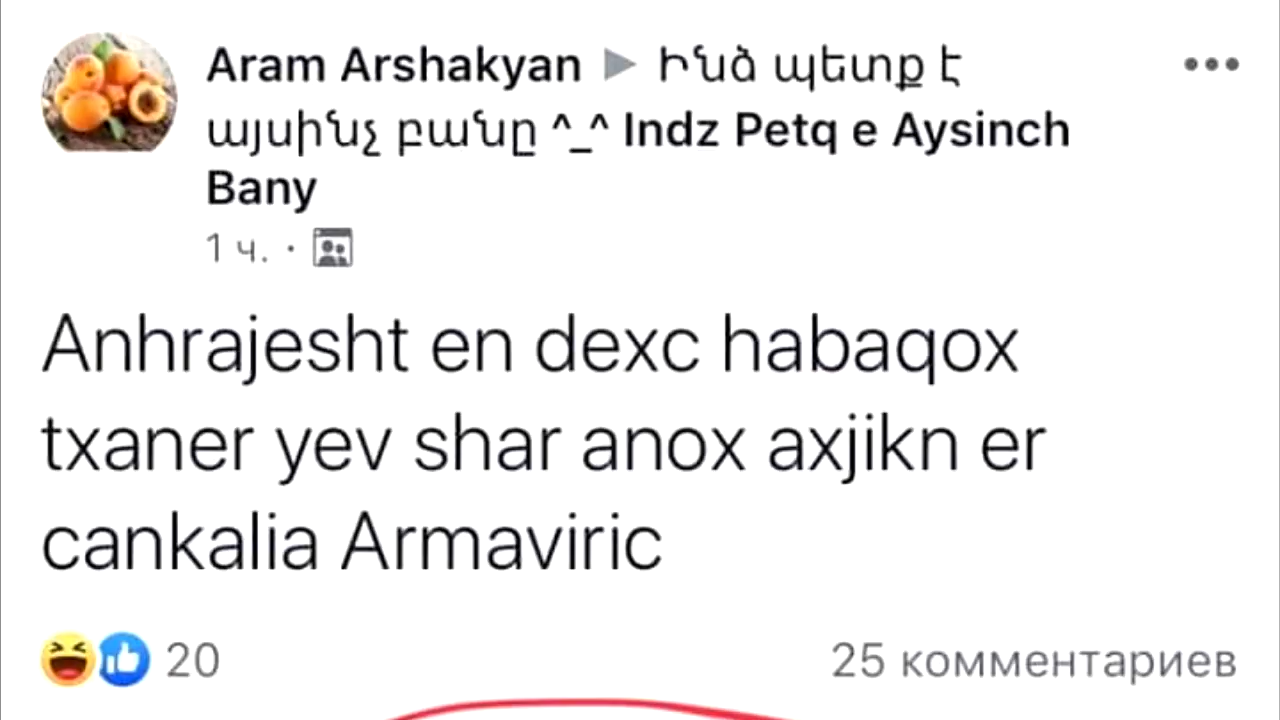 Aram Arshakyan ▶ Ինձ պետք է
այսինչ բանը ^_^ Indz Petq e Aysinch
Bany
1 ч. ·
Anhrajesht en dexc habaqox
txaner yev shar anox axjikn er
cankalia Armaviric
20
25 комментариев